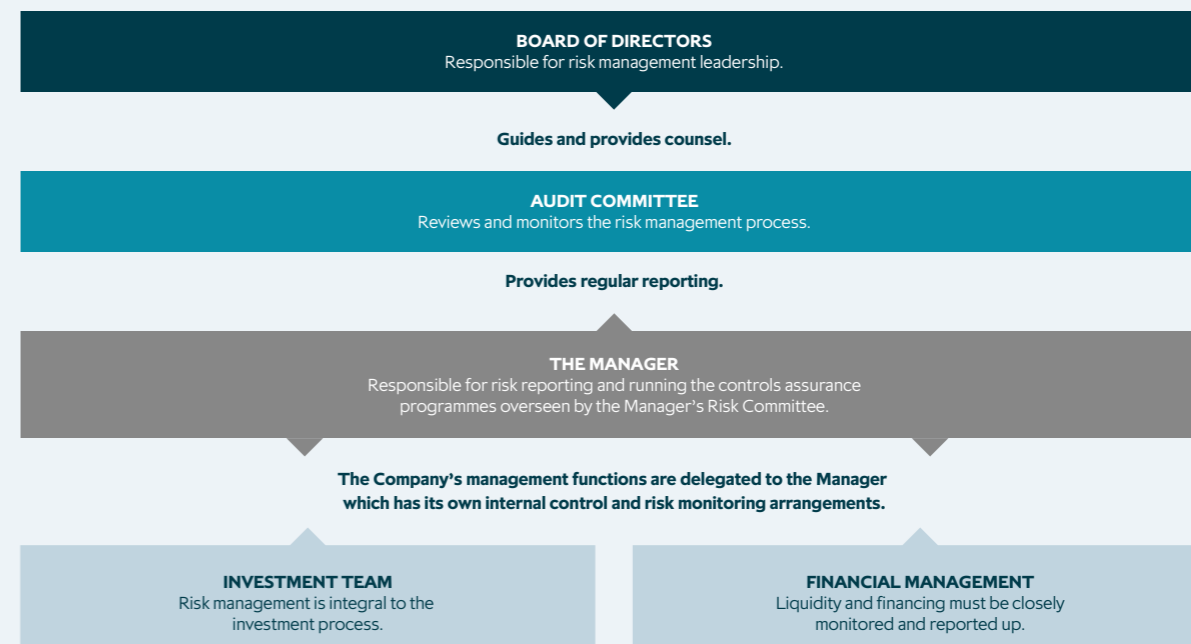 BOARD OF DIRECTORS
Responsible for risk management leadership.
Guides and provides counsel.
AUDIT COMMITTEE
Reviews and monitors the risk management process.
Provides regular reporting.
THE MANAGER
Responsible for risk reporting and running the controls assurance
programmes overseen by the Manager’s Risk Committee.
The Company’s management functions are delegated to the Manager
which has its own internal control and risk monitoring arrangements.
INVESTMENT TEAM
Risk management is integral to the
investment process.
FINANCIAL MANAGEMENT
Liquidity and financing must be closely
monitored and reported up.